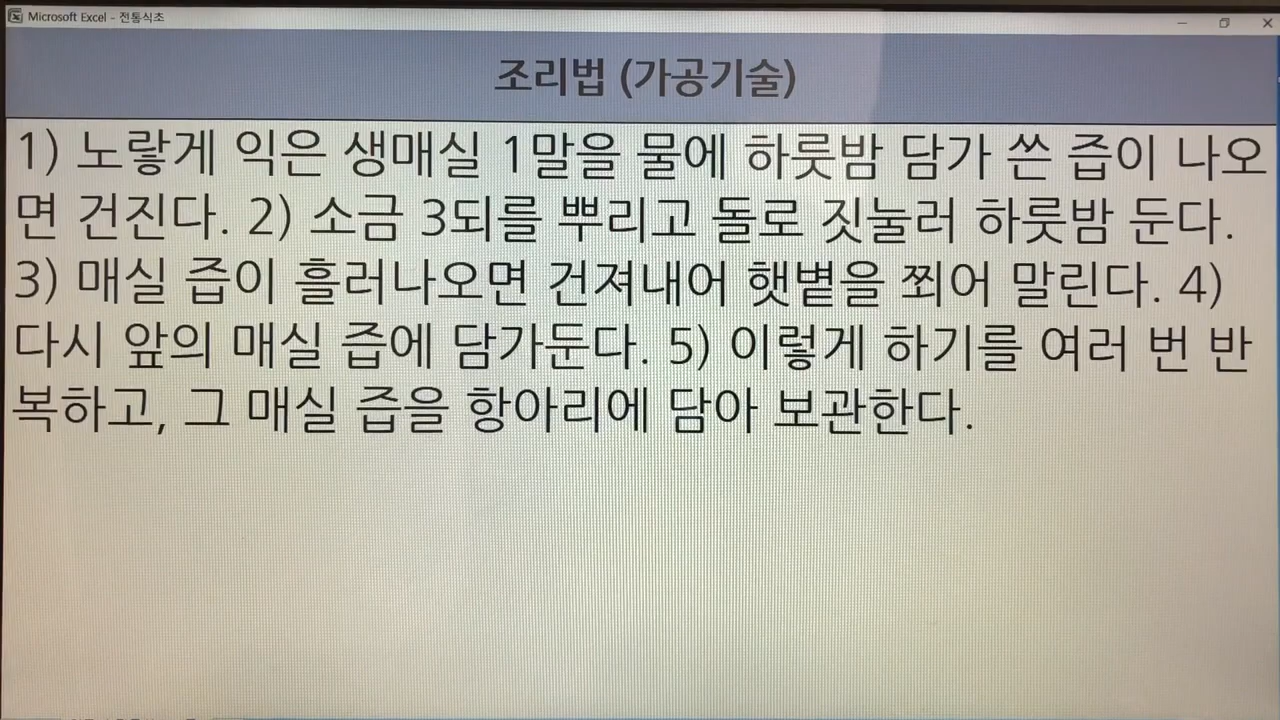 Microsoft Excel - 전통식초
조리법 (가공기술)
1) 노랗게 익은 생매실 1말을 물에 하룻밤 담가 쓴 즙이 나오
면 건진다. 2) 소금 3되를 뿌리고 돌로 짓눌러 하룻밤 둔다.
3) 매실 즙이 흘러나오면 건져내어 햇볕을 쬐어 말린다. 4)
다시 앞의 매실 즙에 담가둔다. 5) 이렇게 하기를 여러 번 반
복하고, 그 매실 즙을 항아리에 담아 보관한다.